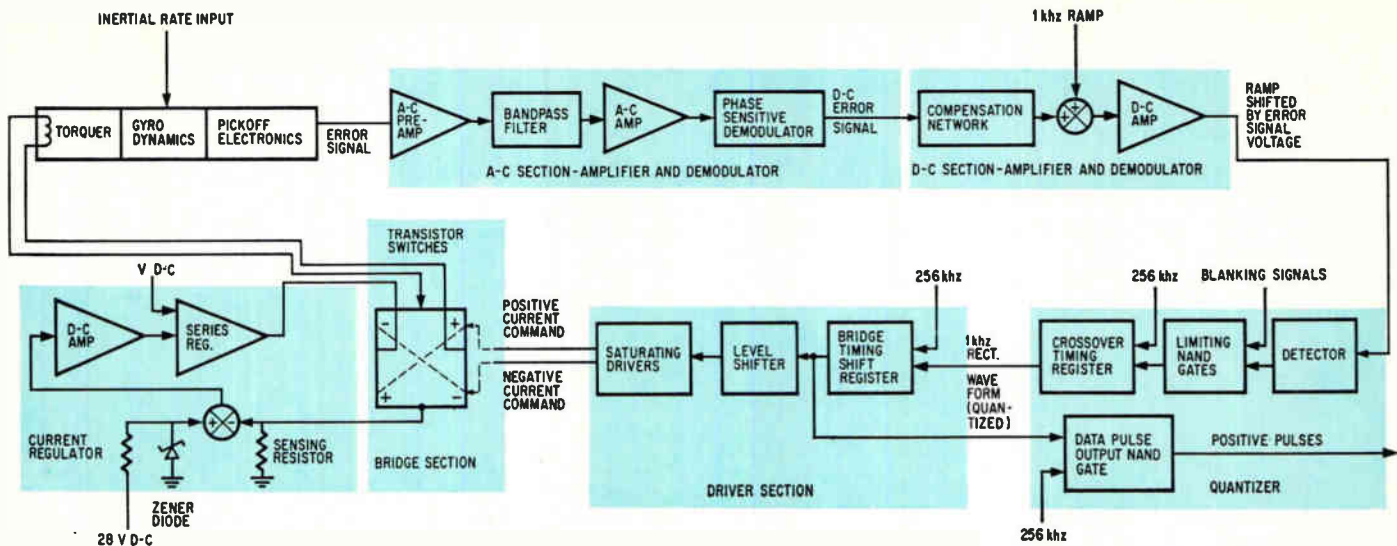 INERTIAL RATE INPUT
1 khz RAMP
TORQUER
GYRO
DYNAMICS
PICKOFF
ELECTRONICS
ERROR
SIGNAL
A-C
PRE-
AMP
BANDPASS
FILTER
A-C
AMP
PHASE
SENSITIVE
DEMODULATOR
D-C
ERROR
SIGNAL
A-C SECTION-AMPLIFIER AND DEMODULATOR
COMPENSATION
NETWORK
+
+
D-C
AMP
D-C SECTION-AMPLIFIER AND DEMODULATOR
RAMP
SHIFTED
BY ERROR
SIGNAL
VOLTAGE
V D-C
D-C
AMP
SERIES
REG.
+
-
CURRENT
REGULATOR
SENSING
RESISTOR
ZENER
DIODE
28 V D-C
TRANSISTOR
SWITCHES
-
+
+
-
BRIDGE SECTION
POSITIVE
CURRENT
COMMAND
NEGATIVE
CURRENT
COMMAND
256 khz
SATURATING
DRIVERS
LEVEL
SHIFTER
BRIDGE
TIMING
SHIFT
REGISTER
1 khz
RECT.
WAVE
FORM
(QUAN-
TIZED)
DRIVER SECTION
256 khz
BLANKING SIGNALS
CROSSOVER
TIMING
REGISTER
LIMITING
NAND
GATES
DETECTOR
DATA PULSE
OUTPUT NAND
GATE
POSITIVE PULSES
QUANTIZER
256 khz